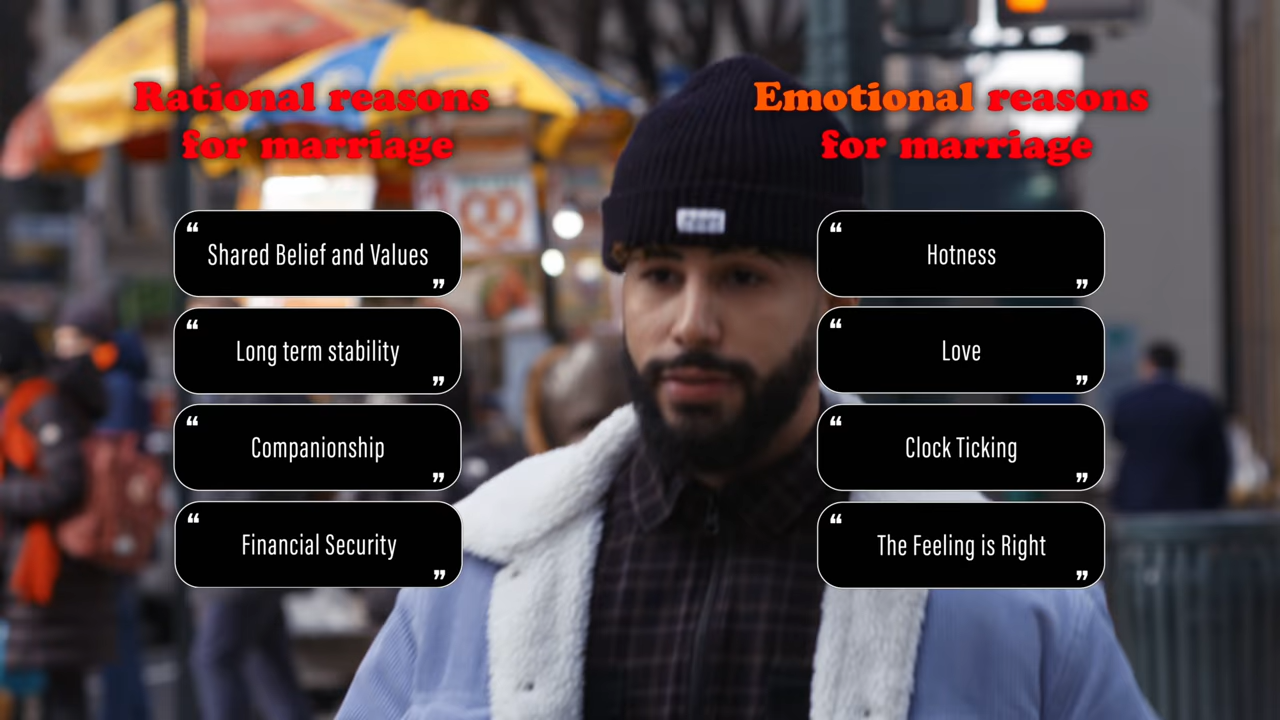 Rational reasons
for marriage
“ Shared Belief and Values ”
“ Long term stability ”
“ Companionship ”
“ Financial Security ”
Emotional reasons
for marriage
“ Hotness ”
“ Love ”
“ Clock Ticking ”
“ The Feeling is Right ”